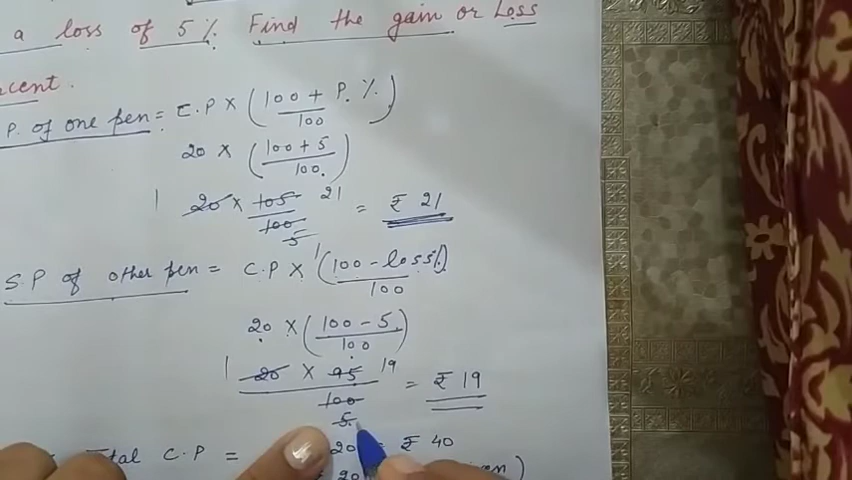 a loss of 5%. Find the gain or Loss
cent.
P. of one pen = C.P × (100 + P.%/100)
20 × (100 + 5/100.)
1 20 × 105/100 21 5 = ₹ 21
S.P of other pen = C.P × (100 - loss%/100)
20 × (100 - 5/100)
1 20 × 95/100 19 5 = ₹ 19
Total C.P = 20 = ₹ 40
20